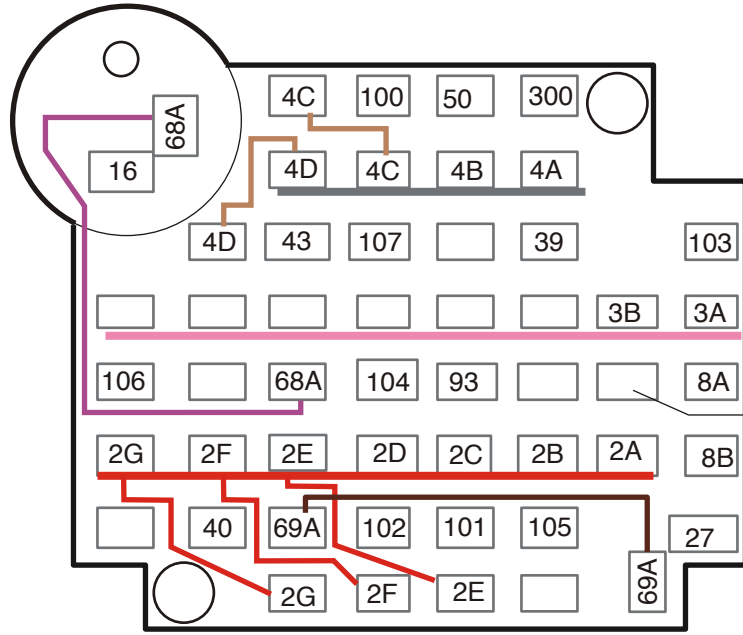 68A
16
4C 100 50 300
4D 4C 4B 4A
4D 43 107 39 103
3B 3A
106 68A 104 93 8A
2G 2F 2E 2D 2C 2B 2A 8B
40 69A 102 101 105 27
2G 2F 2E 69A